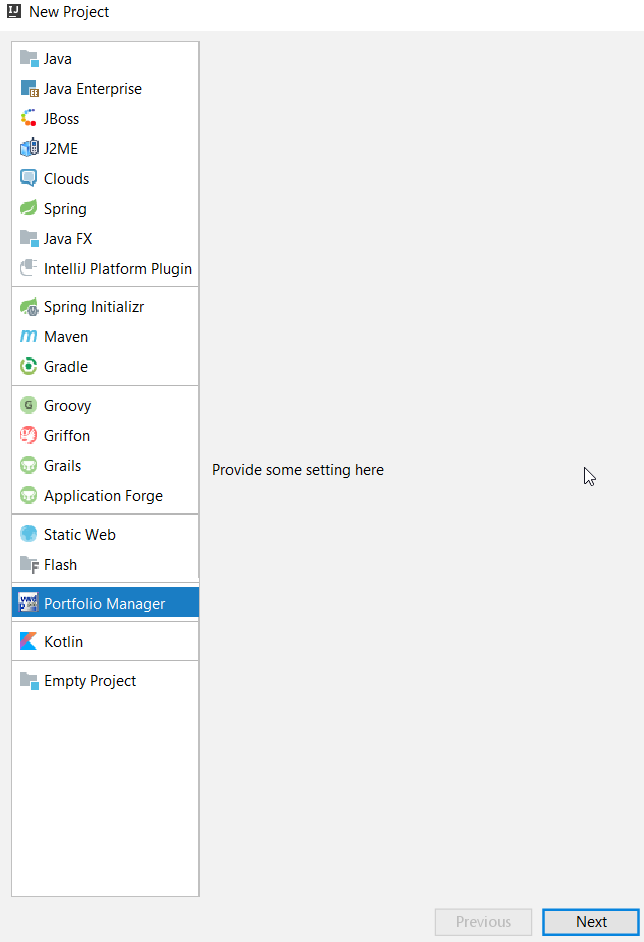 New Project
Java
Java Enterprise
JBoss
J2ME
Clouds
Spring
Java FX
IntelliJ Platform Plugin
Spring Initializr
Maven
Gradle
Groovy
Griffon
Grails
Application Forge
Static Web
Flash
Portfolio Manager
Kotlin
Empty Project
Provide some setting here
Previous
Next